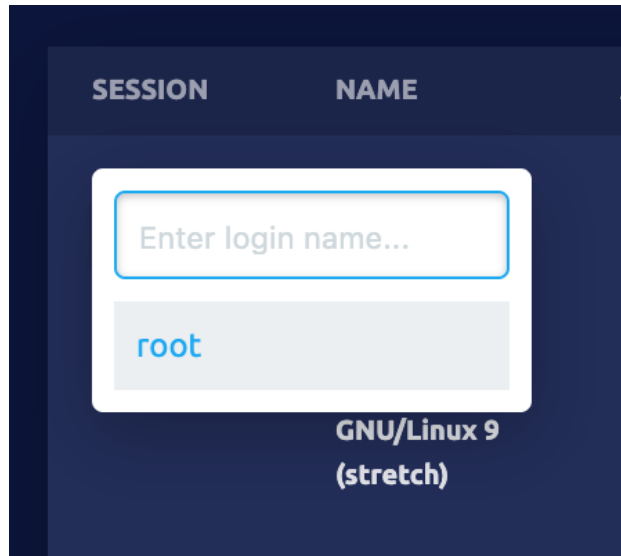 SESSION NAME
Enter login name...
root
GNU/Linux 9
(stretch)